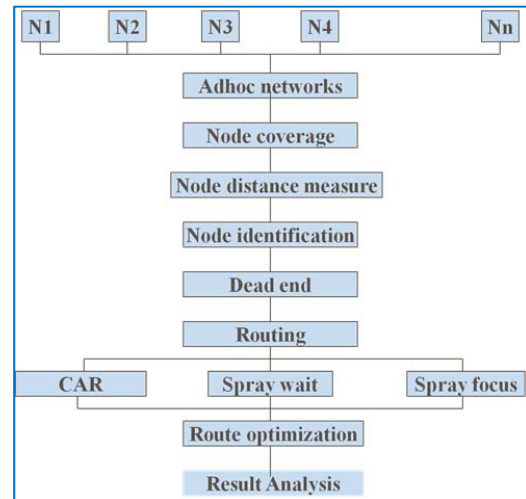 N1 N2 N3 N4 Nn
Adhoc networks
Node coverage
Node distance measure
Node identification
Dead end
Routing
CAR Spray wait Spray focus
Route optimization
Result Analysis